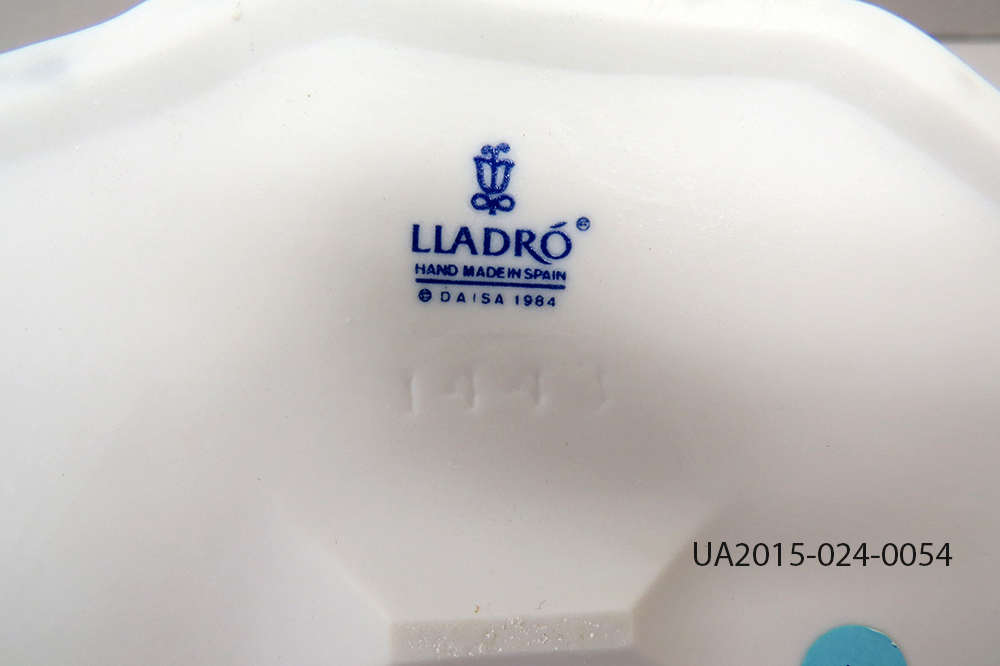 LLADRÓ®
HAND MADE IN SPAIN
© DAISA 1984
UA2015-024-0054